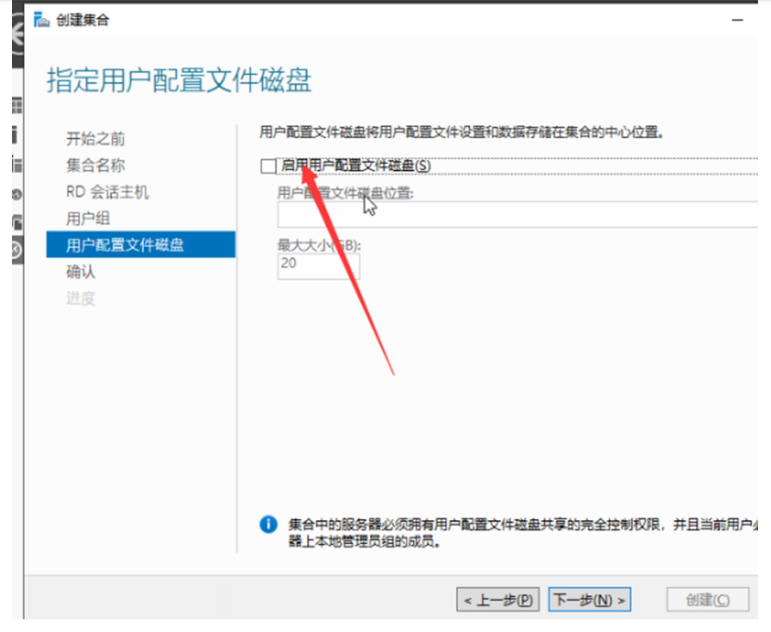 创建集合
指定用户配置文件磁盘
开始之前
集合名称
RD 会话主机
用户组
用户配置文件磁盘
确认
进度
用户配置文件磁盘将用户配置文件设置和数据存储在集合的中心位置。
启用用户配置文件磁盘(S)
用户配置文件磁盘位置:
最大大小(GB):
20
集合中的服务器必须拥有用户配置文件磁盘共享的完全控制权限，并且当前用户
器上本地管理员组的成员。
< 上一步(P)
下一步(N) >
创建(C)